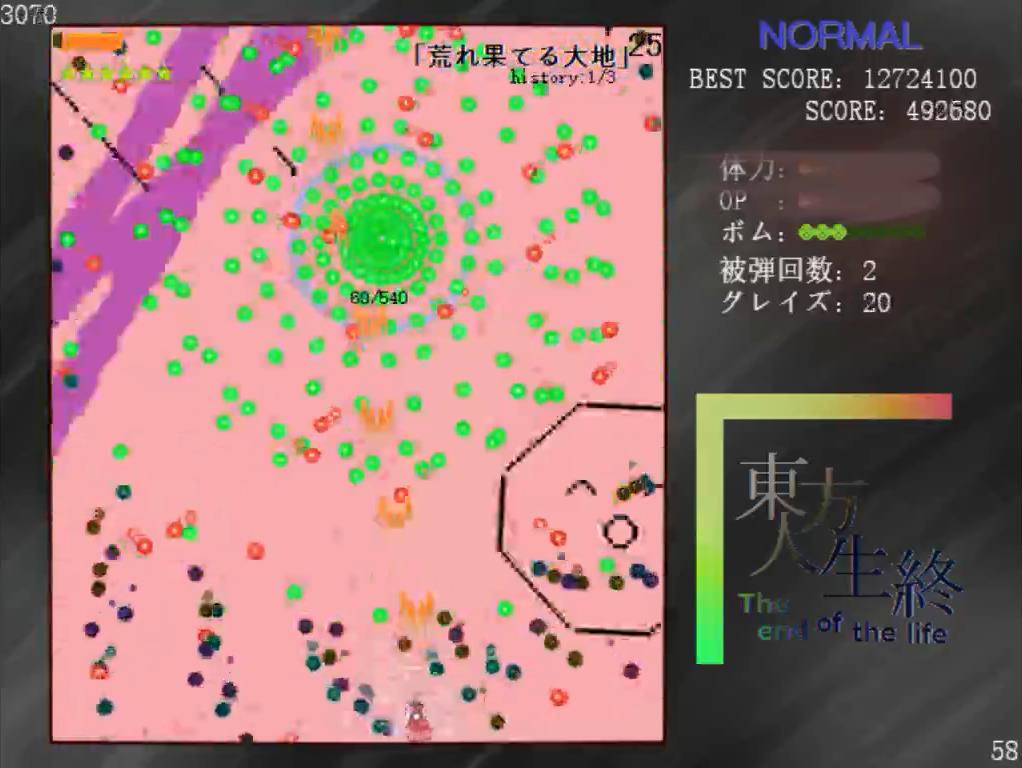 3070
「荒れ果てる大地」 25
history:1/3
NORMAL
BEST SCORE: 12724100
SCORE: 492680
体力:
OP :
ボム:
被弾回数: 2
グレイズ: 20
60/540
東方
人生終
The
end of the life
58